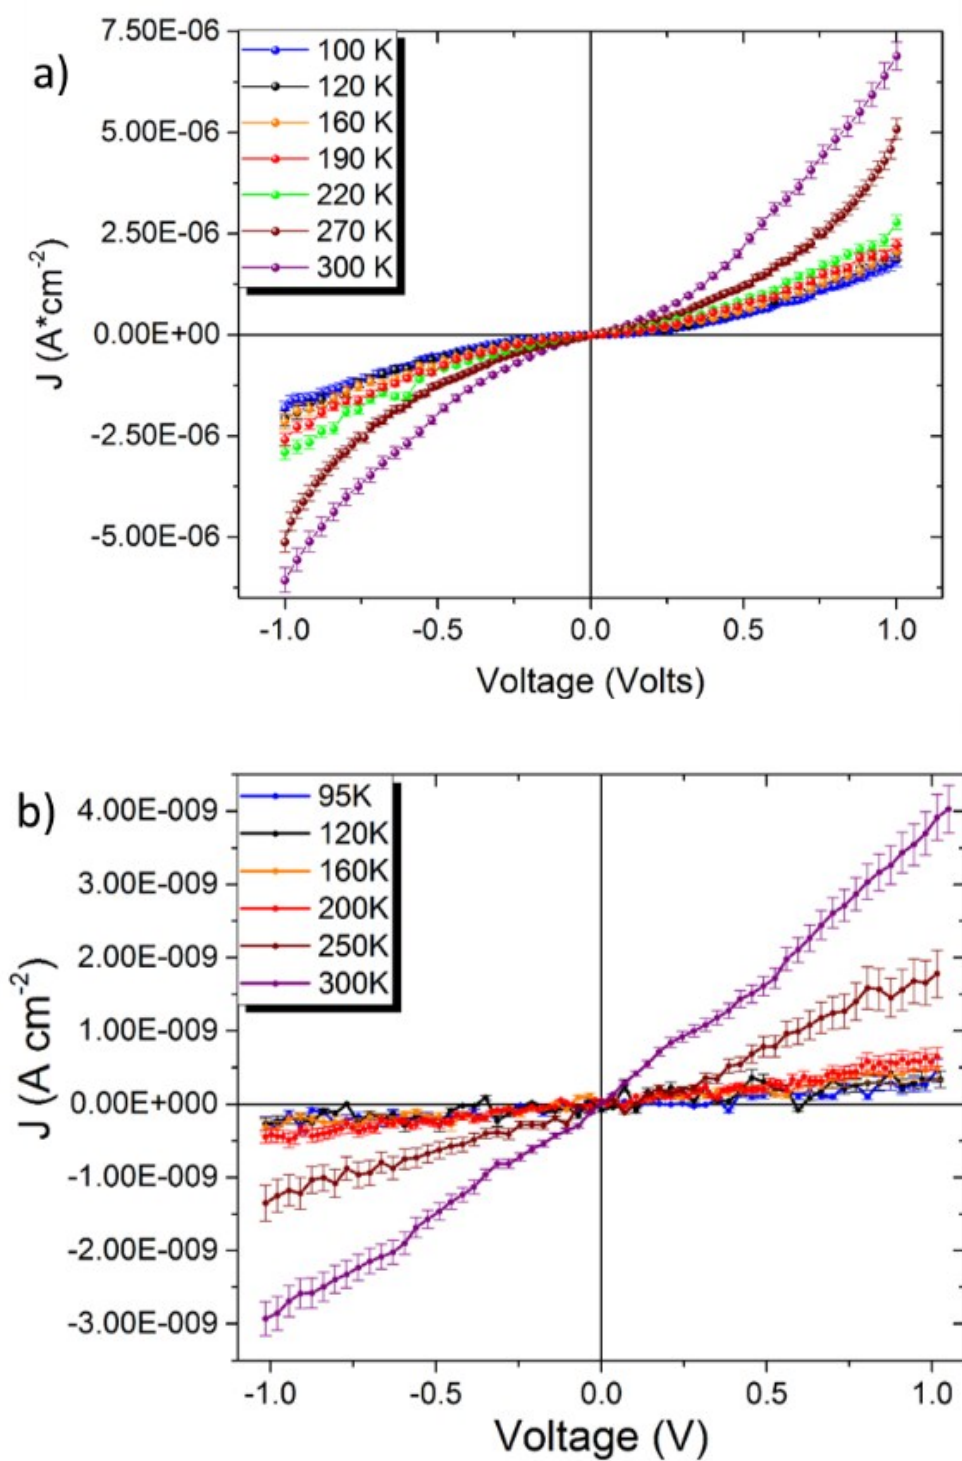 a)
7.50E-06
5.00E-06
2.50E-06
0.00E+00
-2.50E-06
-5.00E-06
J (A*cm⁻²)
100 K
120 K
160 K
190 K
220 K
270 K
300 K
-1.0 -0.5 0.0 0.5 1.0
Voltage (Volts)
b)
4.00E-009
3.00E-009
2.00E-009
1.00E-009
0.00E+000
-1.00E-009
-2.00E-009
-3.00E-009
J (A cm⁻²)
95K
120K
160K
200K
250K
300K
-1.0 -0.5 0.0 0.5 1.0
Voltage (V)